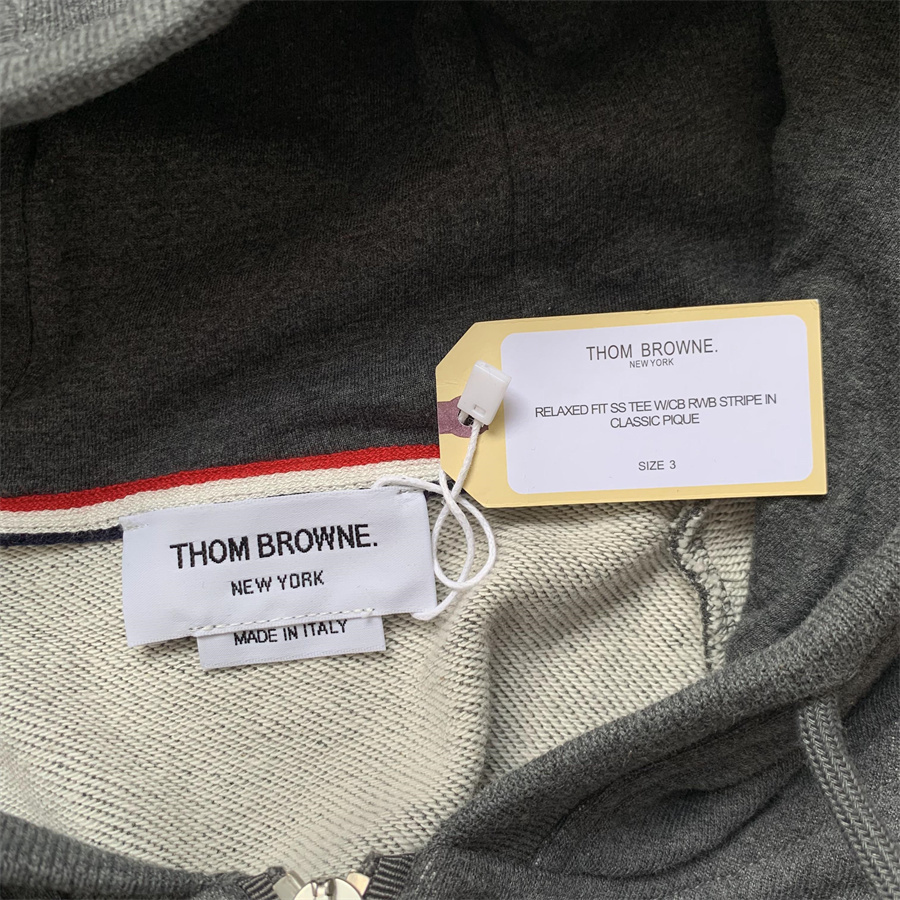 THOM BROWNE.
NEW YORK
RELAXED FIT SS TEE W/CB RWB STRIPE IN
CLASSIC PIQUE
SIZE 3
THOM BROWNE.
NEW YORK
MADE IN ITALY